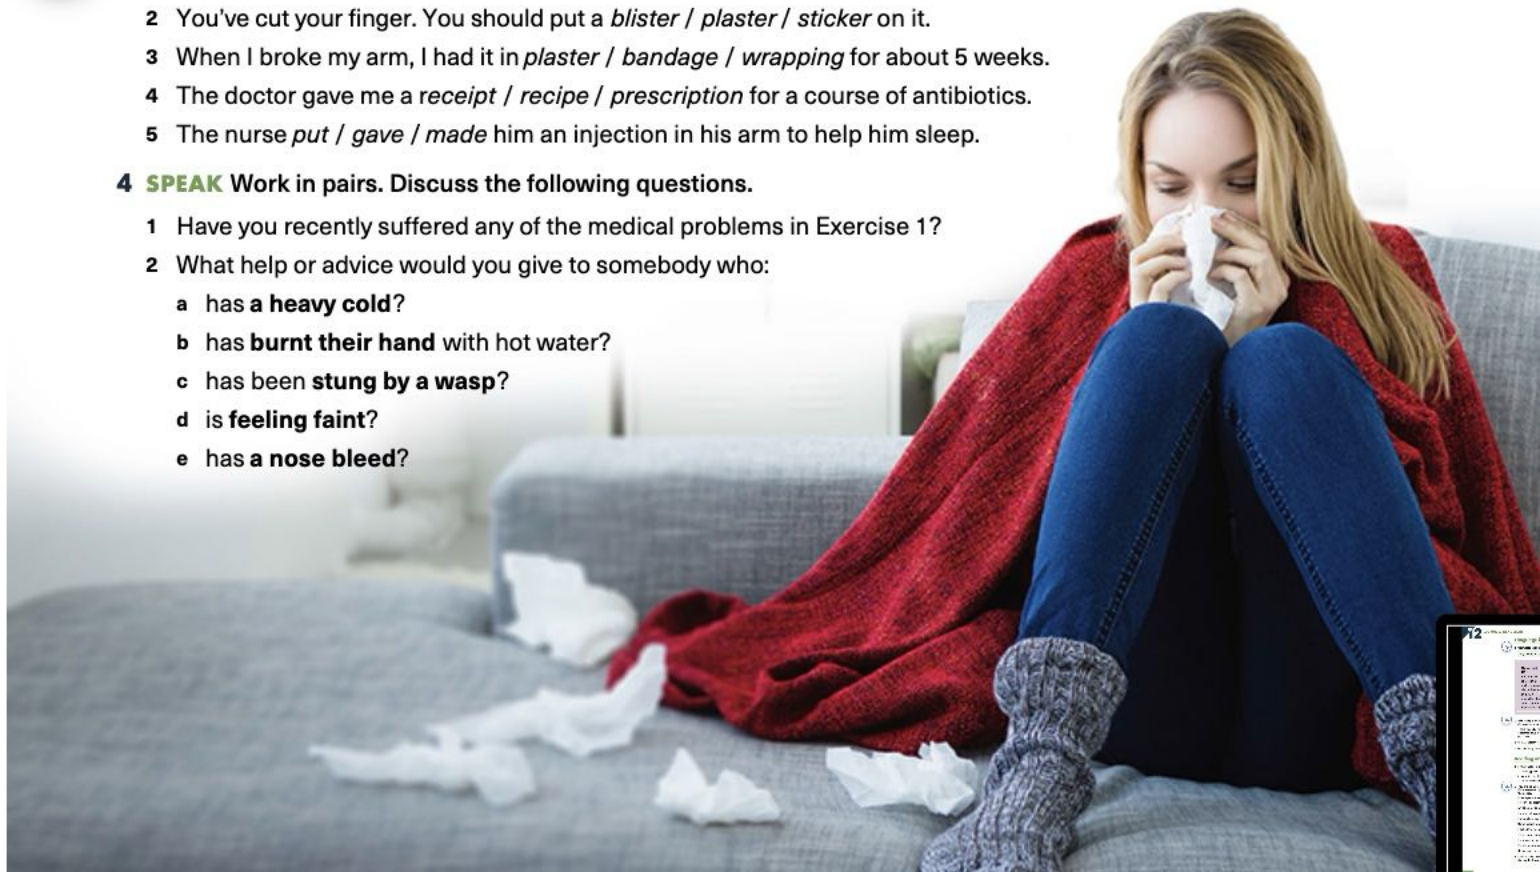 2 You've cut your finger. You should put a blister / plaster / sticker on it.
3 When I broke my arm, I had it in plaster / bandage / wrapping for about 5 weeks.
4 The doctor gave me a receipt / recipe / prescription for a course of antibiotics.
5 The nurse put / gave / made him an injection in his arm to help him sleep.
4 SPEAK Work in pairs. Discuss the following questions.
1 Have you recently suffered any of the medical problems in Exercise 1?
2 What help or advice would you give to somebody who:
a has a heavy cold?
b has burnt their hand with hot water?
c has been stung by a wasp?
d is feeling faint?
e has a nose bleed?
12